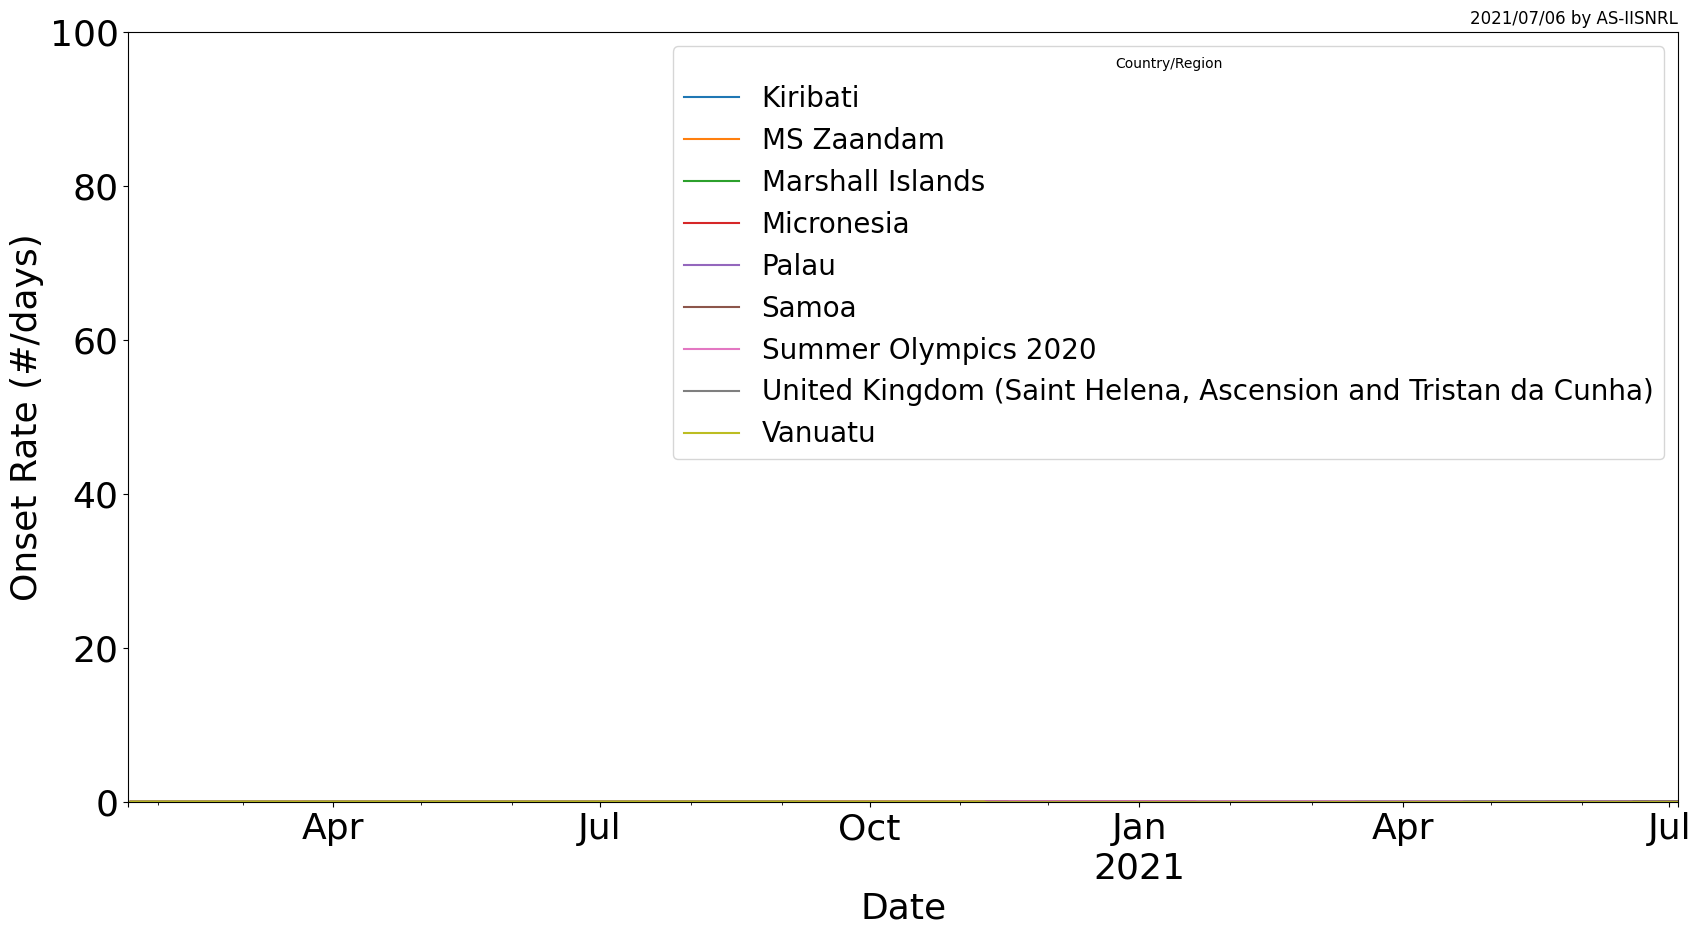 2021/07/06 by AS-IISNRL
100
80
60
40
20
0
Onset Rate (#/days)
Country/Region
Kiribati
MS Zaandam
Marshall Islands
Micronesia
Palau
Samoa
Summer Olympics 2020
United Kingdom (Saint Helena, Ascension and Tristan da Cunha)
Vanuatu
Apr Jul Oct Jan Apr Jul
2021
Date